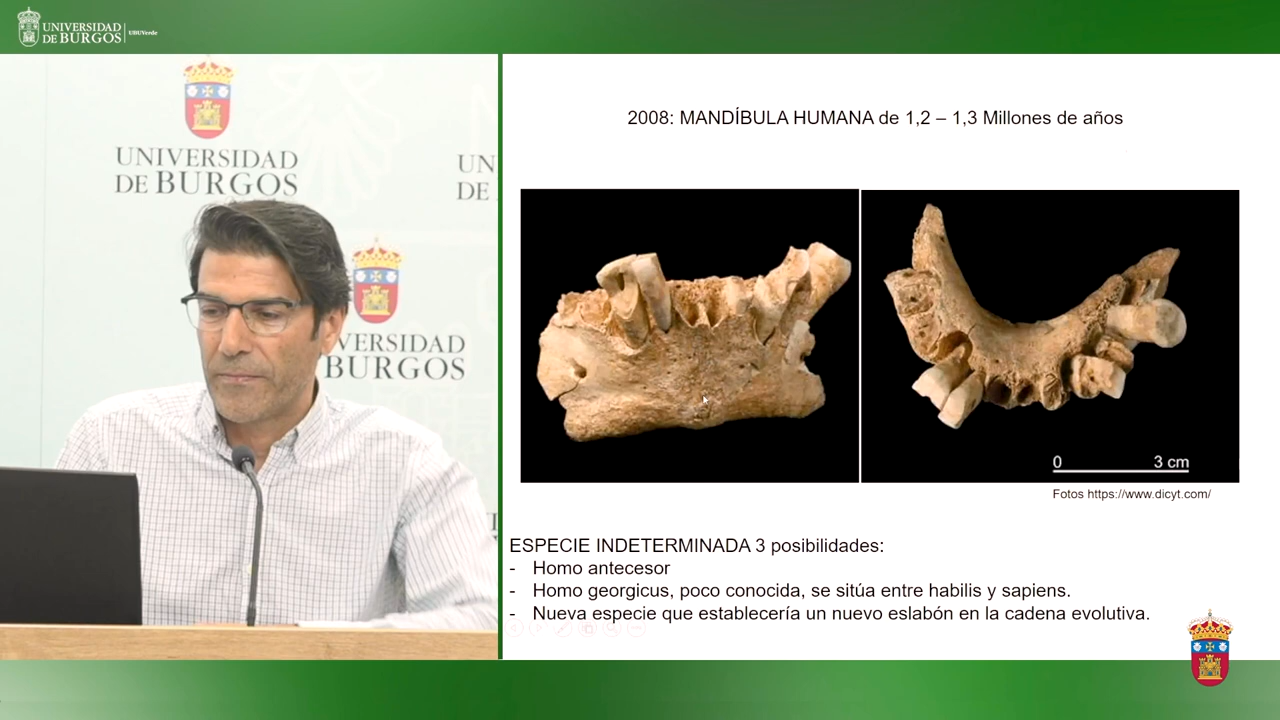 UNIVERSIDAD
DE BURGOS
UBUVerde
UNIVERSIDAD
DE BURGOS
UN
DE
VERSIDAD
BURGOS
2008: MANDÍBULA HUMANA de 1,2 – 1,3 Millones de años
0 3 cm
Fotos https://www.dicyt.com/
ESPECIE INDETERMINADA 3 posibilidades:
- Homo antecesor
- Homo georgicus, poco conocida, se sitúa entre habilis y sapiens.
- Nueva especie que establecería un nuevo eslabón en la cadena evolutiva.